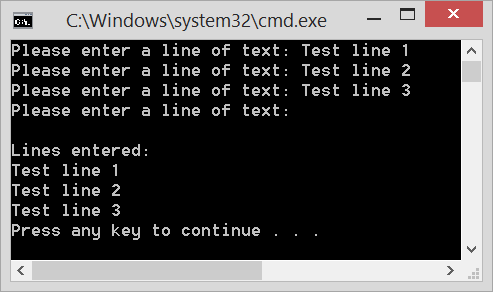 C:\Windows\system32\cmd.exe
Please enter a line of text: Test line 1
Please enter a line of text: Test line 2
Please enter a line of text: Test line 3
Please enter a line of text:
Lines entered:
Test line 1
Test line 2
Test line 3
Press any key to continue . . .